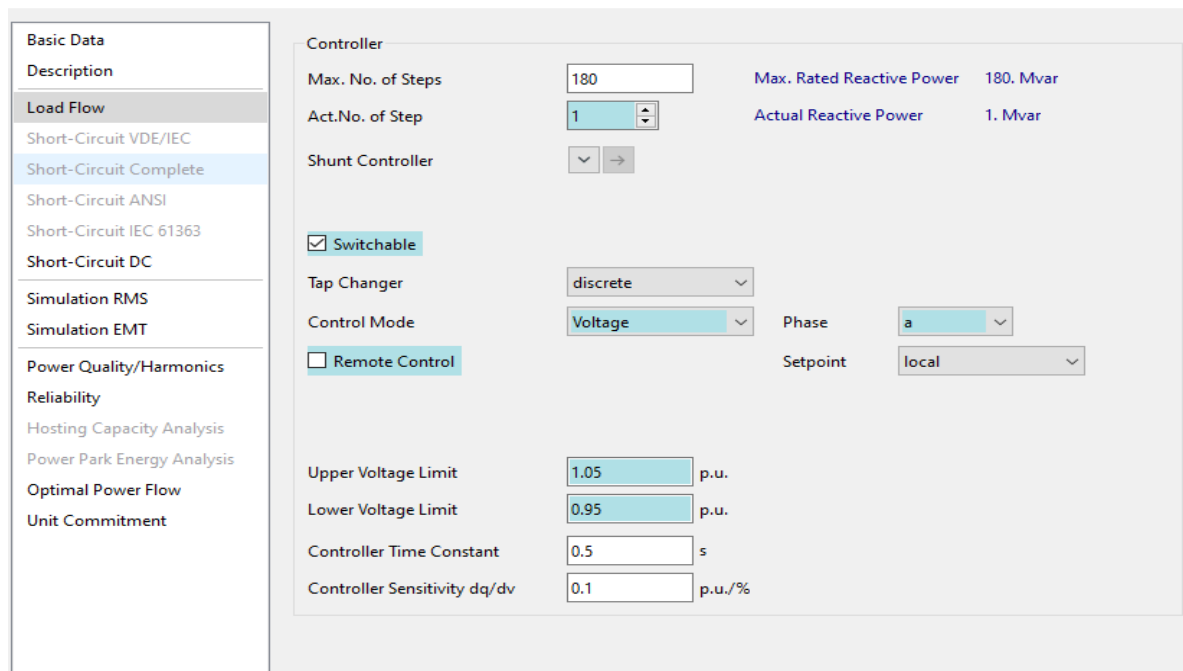 Basic Data
Description
Load Flow
Short-Circuit VDE/IEC
Short-Circuit Complete
Short-Circuit ANSI
Short-Circuit IEC 61363
Short-Circuit DC
Simulation RMS
Simulation EMT
Power Quality/Harmonics
Reliability
Hosting Capacity Analysis
Power Park Energy Analysis
Optimal Power Flow
Unit Commitment
Controller
Max. No. of Steps 180 Max. Rated Reactive Power 180. Mvar
Act.No. of Step 1 Actual Reactive Power 1. Mvar
Shunt Controller
Switchable
Tap Changer discrete
Control Mode Voltage Phase a
Remote Control Setpoint local
Upper Voltage Limit 1.05 p.u.
Lower Voltage Limit 0.95 p.u.
Controller Time Constant 0.5 s
Controller Sensitivity dq/dv 0.1 p.u./%